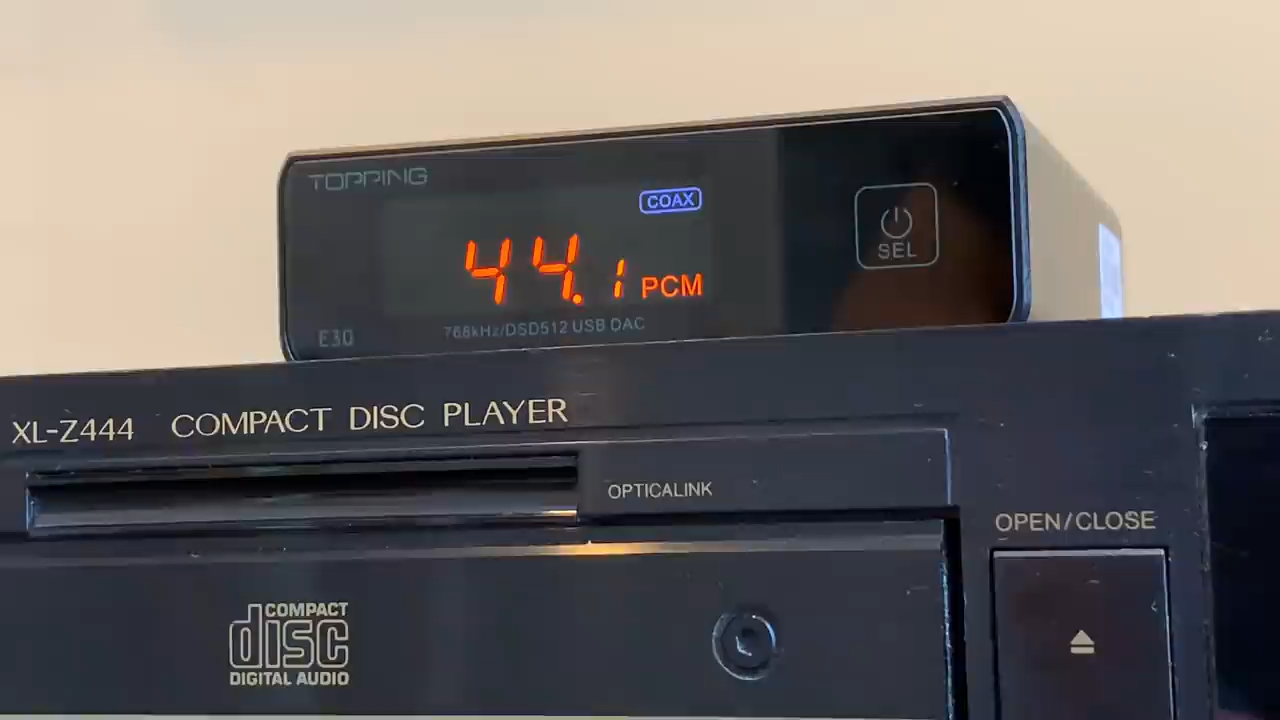 TOPPING
COAX
44.1 PCM
SEL
E30
768kHz/DSD512 USB DAC
XL-Z444 COMPACT DISC PLAYER
OPTICALINK
OPEN/CLOSE
COMPACT
disc
DIGITAL AUDIO